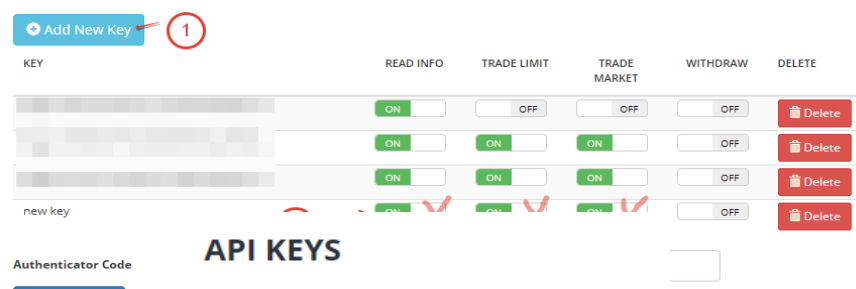 Add New Key
1
KEY READ INFO TRADE LIMIT TRADE MARKET WITHDRAW DELETE
ON OFF OFF OFF Delete
ON ON ON OFF Delete
ON ON ON OFF Delete
new key ON ON ON OFF Delete
API KEYS
Authenticator Code